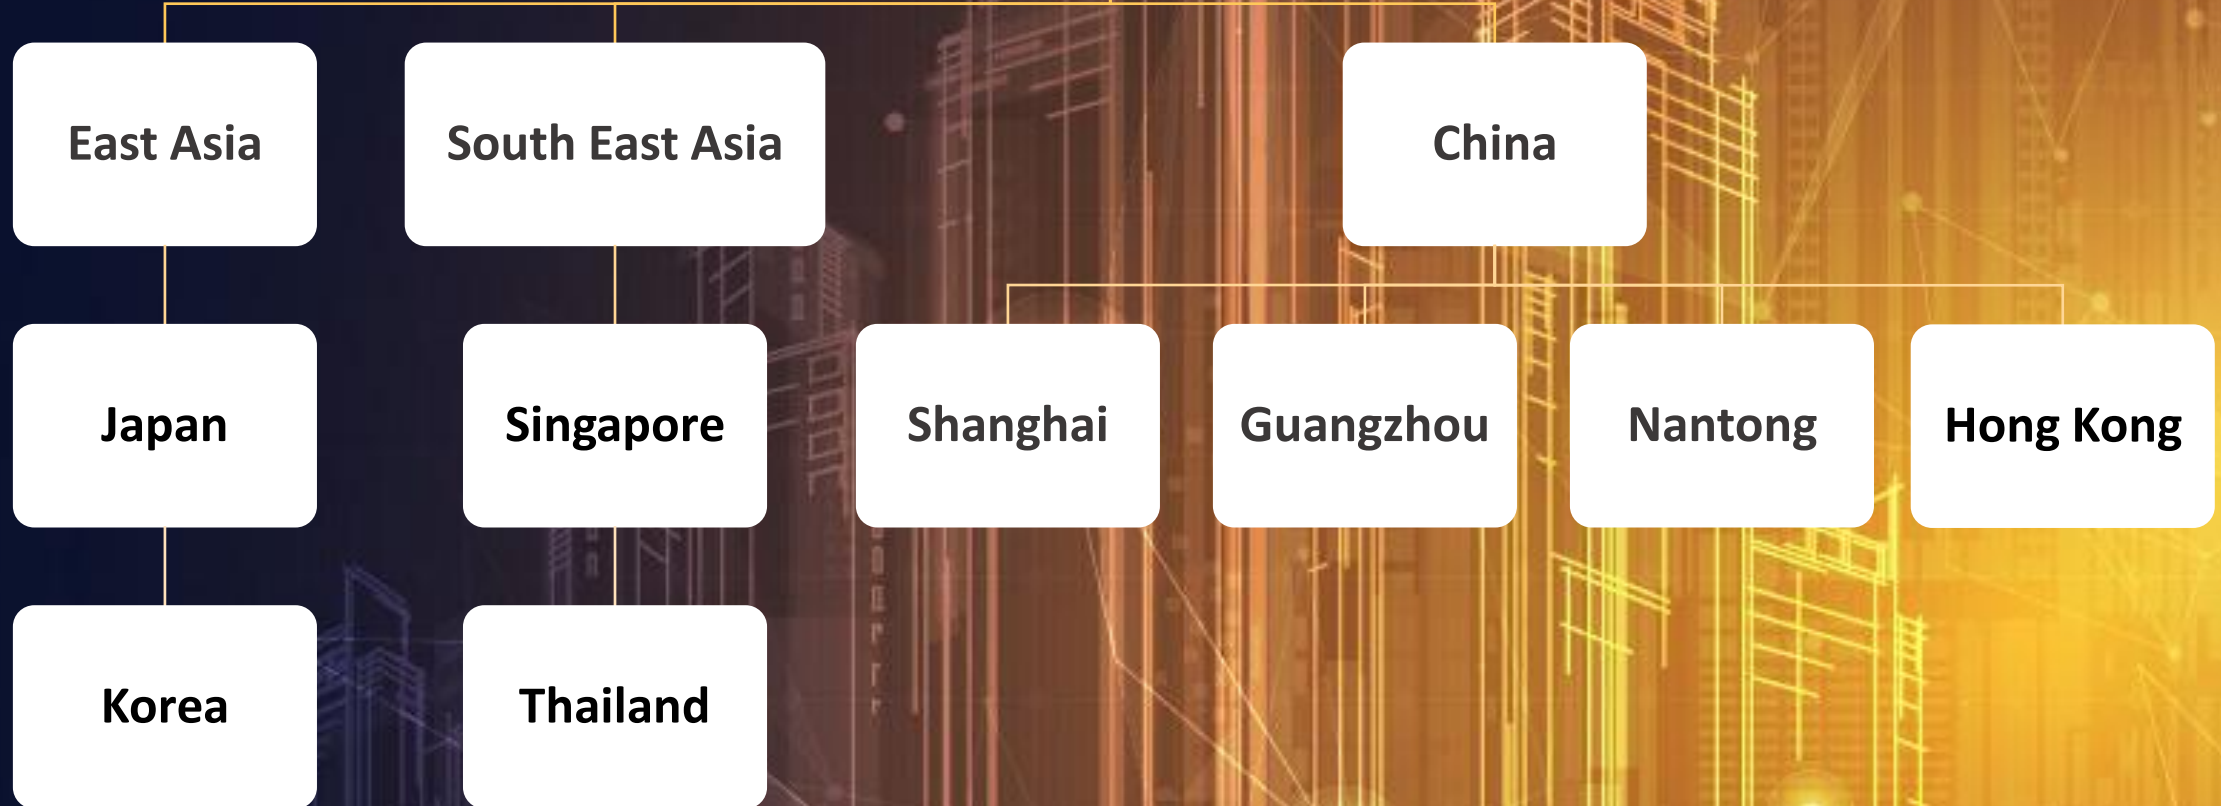 East Asia
South East Asia
China
Japan
Singapore
Shanghai
Guangzhou
Nantong
Hong Kong
Korea
Thailand